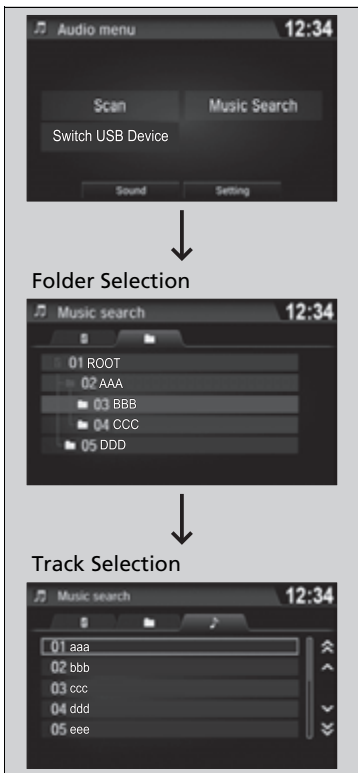 Audio menu 12:34
Scan Music Search
Switch USB Device
Sound Setting
Folder Selection
Music search 12:34
01 ROOT
02 AAA
03 BBB
04 CCC
05 DDD
Track Selection
Music search 12:34
01 aaa
02 bbb
03 ccc
04 ddd
05 eee